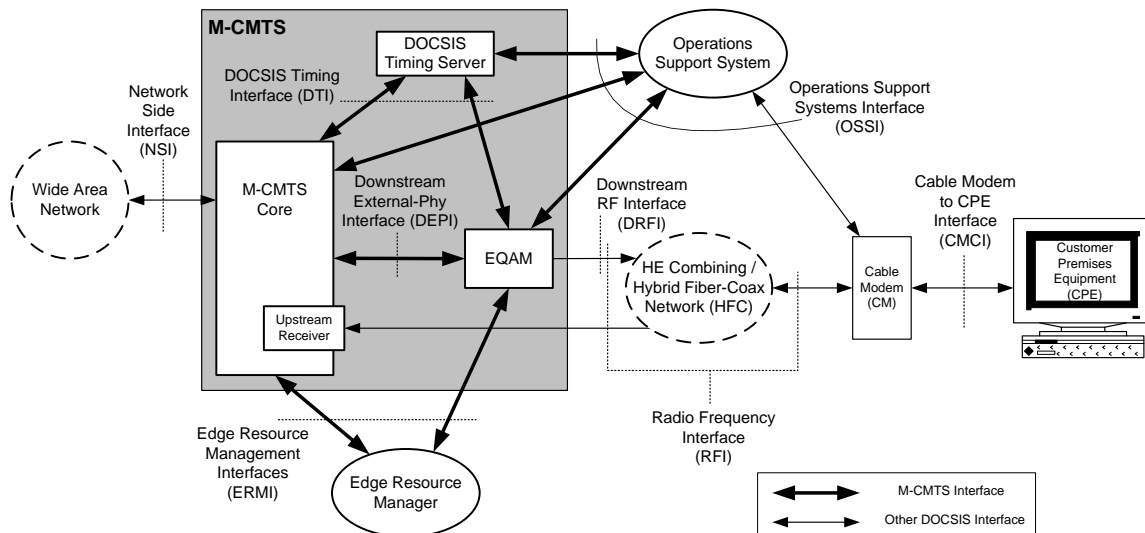 M-CMTS
DOCSIS
Timing Server
Operations
Support System
DOCSIS Timing
Interface (DTI)
Network
Side
Interface
(NSI)
Operations Support
Systems Interface
(OSSI)
Wide Area
Network
M-CMTS
Core
Downstream
External-Phy
Interface (DEPI)
Downstream
RF Interface
(DRFI)
Cable Modem
to CPE
Interface
(CMCI)
EQAM
HE Combining /
Hybrid Fiber-Coax
Network (HFC)
Cable
Modem
(CM)
Customer
Premises
Equipment
(CPE)
Upstream
Receiver
Radio Frequency
Interface
(RFI)
Edge Resource
Management
Interfaces
(ERMI)
Edge Resource
Manager
M-CMTS Interface
Other DOCSIS Interface